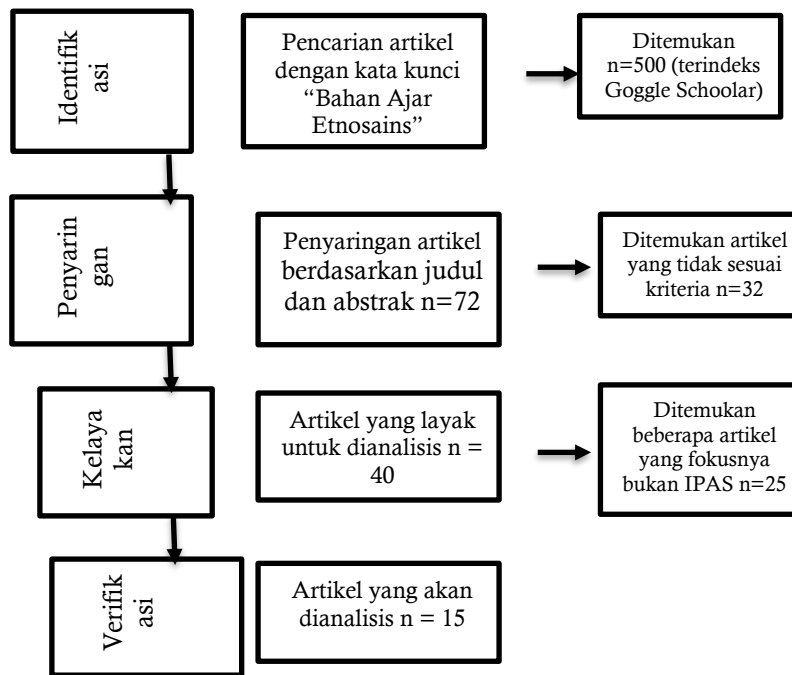 Identifik
asi
Pencarian artikel
dengan kata kunci
“Bahan Ajar
Etnosains”
Ditemukan
n=500 (terindeks
Goggle Schoolar)
Penyarin
gan
Penyaringan artikel
berdasarkan judul
dan abstrak n=72
Ditemukan artikel
yang tidak sesuai
kriteria n=32
Kelaya
kan
Artikel yang layak
untuk dianalisis n =
40
Ditemukan
beberapa artikel
yang fokusnya
bukan IPAS n=25
Verifik
asi
Artikel yang akan
dianalisis n = 15